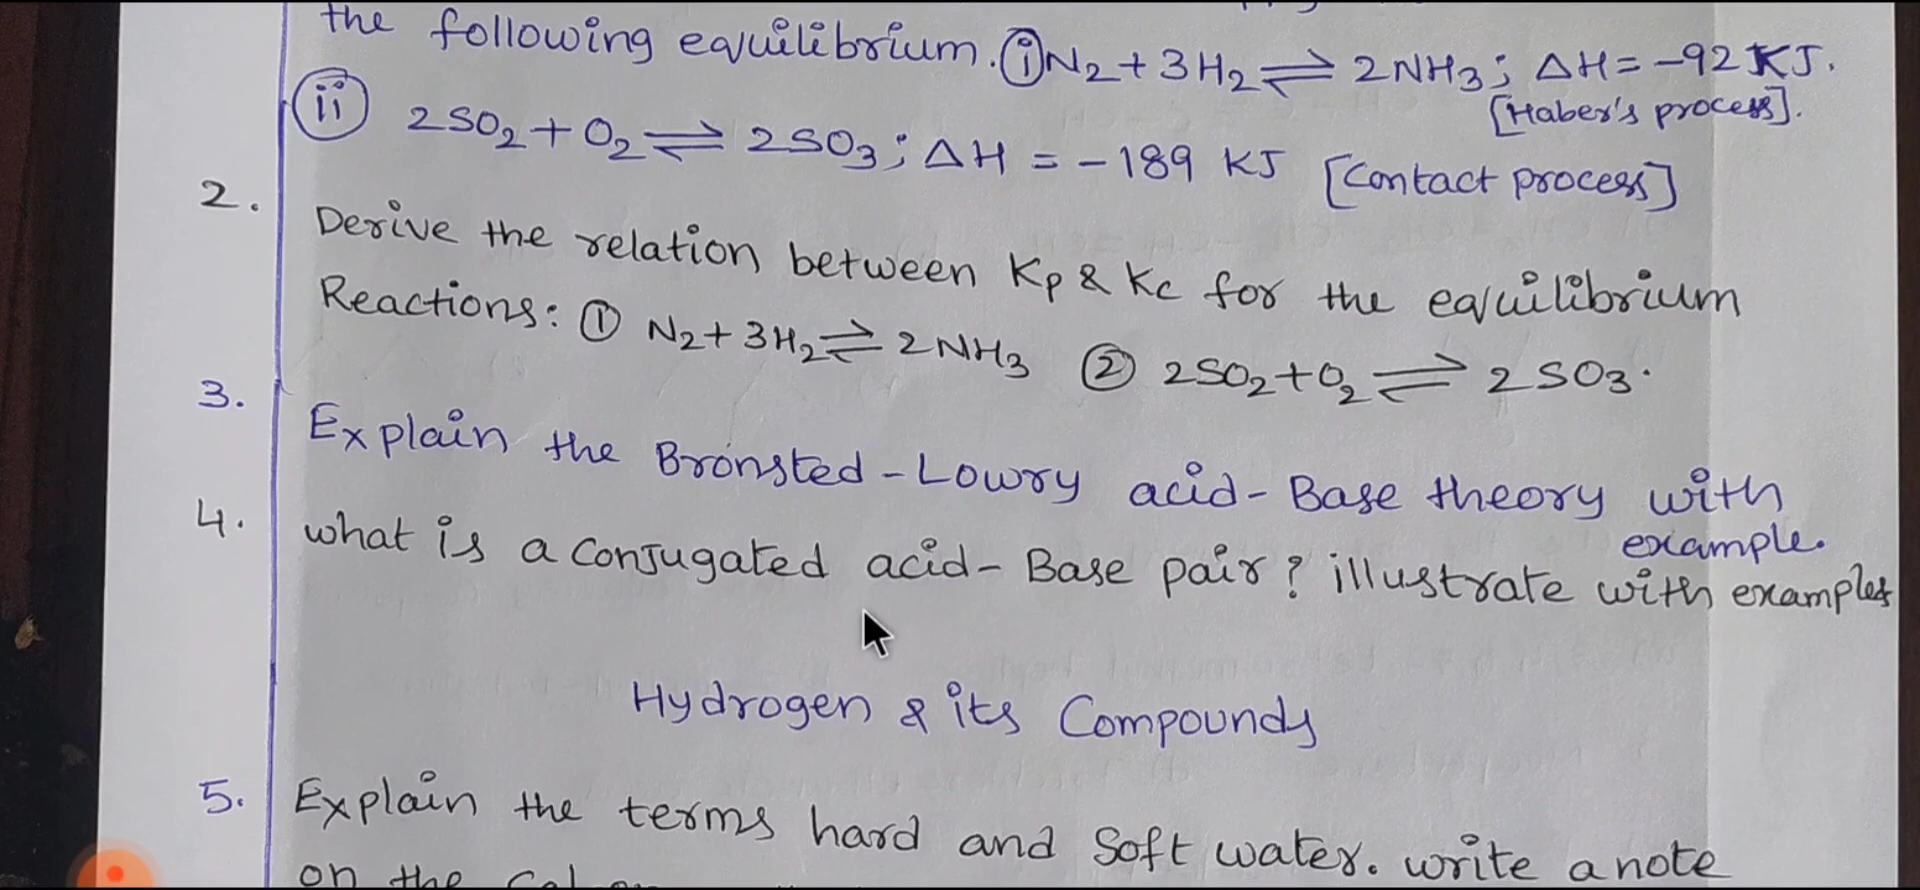 the following equilibrium. (i) N2 + 3H2 ⇌ 2NH3; ΔH = -92 KJ.
[Haber's process].
(ii) 2SO2 + O2 ⇌ 2SO3; ΔH = -189 KJ [Contact process]
2. Derive the relation between Kp & Kc for the equilibrium
Reactions: ① N2 + 3H2 ⇌ 2NH3 ② 2SO2 + O2 ⇌ 2SO3.
3. Explain the Bronsted-Lowry acid-Base theory with
example.
4. what is a conjugated acid-Base pair? illustrate with examples
Hydrogen & its Compounds
5. Explain the terms hard and Soft water. write a note
on the